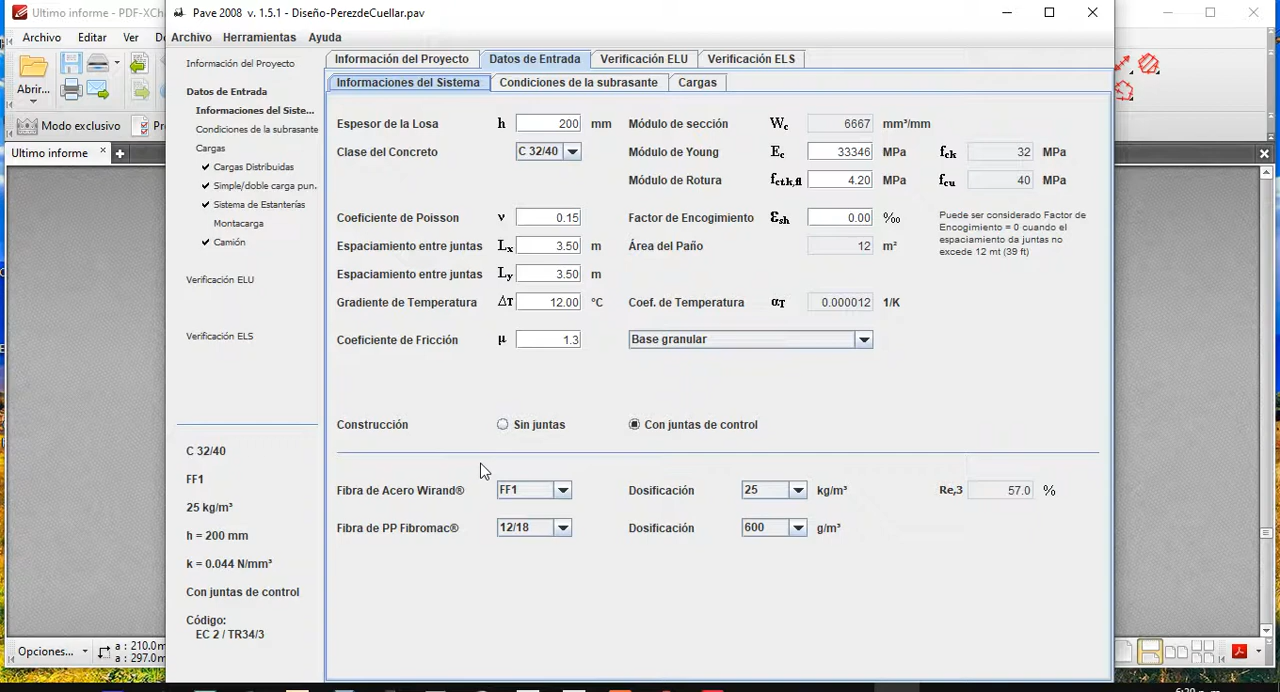 Ultimo informe - PDF-XCh
Pave 2008 v. 1.5.1 - Diseño-PerezdeCuellar.pav
Archivo Editar Ver
Archivo Herramientas Ayuda
Abrir...
Modo exclusivo
Ultimo informe
Información del Proyecto
Datos de Entrada
Informaciones del Siste...
Condiciones de la subrasante
Cargas
Cargas Distribuidas
Simple/doble carga pun.
Sistema de Estanterías
Montacarga
Camión
Verificación ELU
Verificación ELS
C 32/40
FF1
25 kg/m³
h = 200 mm
k = 0.044 N/mm³
Con juntas de control
Código:
EC 2 / TR34/3
Información del Proyecto Datos de Entrada Verificación ELU Verificación ELS
Informaciones del Sistema Condiciones de la subrasante Cargas
Espesor de la Losa h 200 mm Módulo de sección Wc 6667 mm³/mm
Clase del Concreto C 32/40 Módulo de Young Ec 33346 MPa fck 32 MPa
Módulo de Rotura fctk,fl 4.20 MPa fcu 40 MPa
Coeficiente de Poisson ν 0.15 Factor de Encogimiento εsh 0.00 ‰
Puede ser considerado Factor de
Encogimiento = 0 cuando el
espaciamiento da juntas no
excede 12 mt (39 ft)
Espaciamiento entre juntas Lx 3.50 m Área del Paño 12 m²
Espaciamiento entre juntas Ly 3.50 m
Gradiente de Temperatura ΔT 12.00 °C Coef. de Temperatura αT 0.000012 1/K
Coeficiente de Fricción μ 1.3 Base granular
Construcción Sin juntas Con juntas de control
Fibra de Acero Wirand® FF1 Dosificación 25 kg/m³ Re,3 57.0 %
Fibra de PP Fibromac® 12/18 Dosificación 600 g/m³
Opciones...
a : 210.0m
a : 297.0m